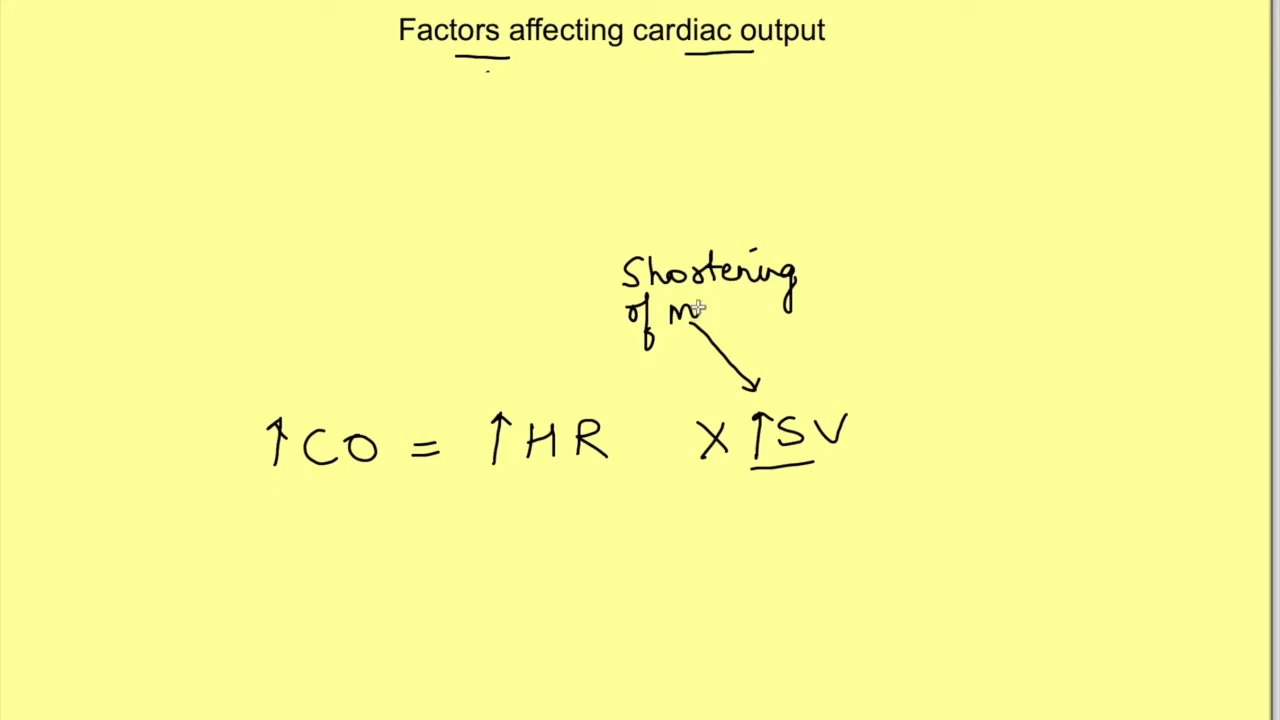 Factors affecting cardiac output
Shortening
of m
↑CO = ↑HR X ↑SV